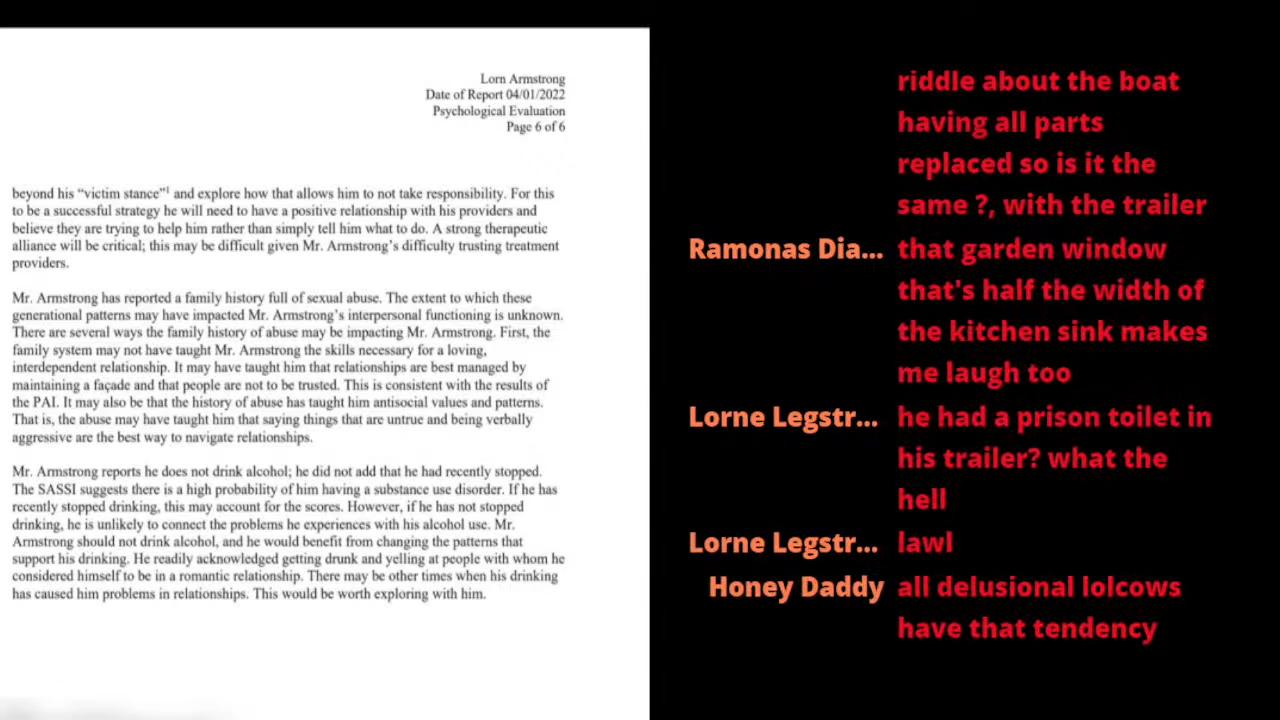 Lorn Armstrong
Date of Report 04/01/2022
Psychological Evaluation
Page 6 of 6
beyond his “victim stance”¹ and explore how that allows him to not take responsibility. For this
to be a successful strategy he will need to have a positive relationship with his providers and
believe they are trying to help him rather than simply tell him what to do. A strong therapeutic
alliance will be critical; this may be difficult given Mr. Armstrong’s difficulty trusting treatment
providers.
Mr. Armstrong has reported a family history full of sexual abuse. The extent to which these
generational patterns may have impacted Mr. Armstrong’s interpersonal functioning is unknown.
There are several ways the family history of abuse may be impacting Mr. Armstrong. First, the
family system may not have taught Mr. Armstrong the skills necessary for a loving,
interdependent relationship. It may have taught him that relationships are best managed by
maintaining a façade and that people are not to be trusted. This is consistent with the results of
the PAI. It may also be that the history of abuse has taught him antisocial values and patterns.
That is, the abuse may have taught him that saying things that are untrue and being verbally
aggressive are the best way to navigate relationships.
Mr. Armstrong reports he does not drink alcohol; he did not add that he had recently stopped.
The SASSI suggests there is a high probability of him having a substance use disorder. If he has
recently stopped drinking, this may account for the scores. However, if he has not stopped
drinking, he is unlikely to connect the problems he experiences with his alcohol use. Mr.
Armstrong should not drink alcohol, and he would benefit from changing the patterns that
support his drinking. He readily acknowledged getting drunk and yelling at people with whom he
considered himself to be in a romantic relationship. There may be other times when his drinking
has caused him problems in relationships. This would be worth exploring with him.
riddle about the boat
having all parts
replaced so is it the
same ?, with the trailer
Ramonas Dia... that garden window
that's half the width of
the kitchen sink makes
me laugh too
Lorne Legstr... he had a prison toilet in
his trailer? what the
hell
Lorne Legstr... lawl
Honey Daddy all delusional lolcows
have that tendency